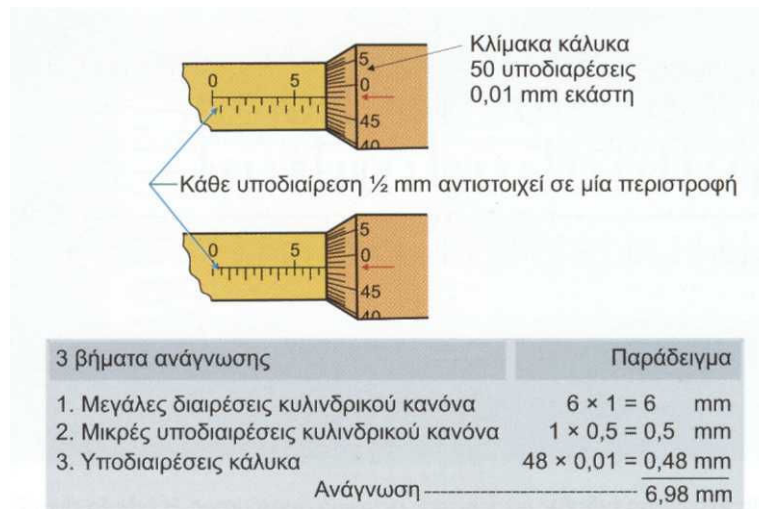 0 5
5
0
45
40
Κλίμακα κάλυκα
50 υποδιαρέσεις
0,01 mm εκάστη
Κάθε υποδιαίρεση ½ mm αντιστοιχεί σε μία περιστροφή
0 5
5
0
45
40
3 βήματα ανάγνωσης Παράδειγμα
1. Μεγάλες διαιρέσεις κυλινδρικού κανόνα 6 × 1 = 6 mm
2. Μικρές υποδιαιρέσεις κυλινδρικού κανόνα 1 × 0,5 = 0,5 mm
3. Υποδιαιρέσεις κάλυκα 48 × 0,01 = 0,48 mm
Ανάγνωση 6,98 mm